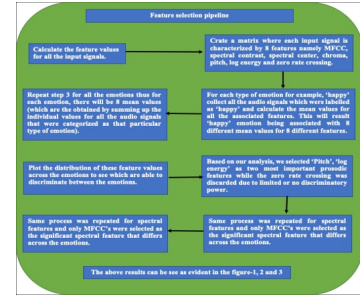 Feature selection pipeline
Calculate the feature values
for all the input signals.
Crate a matrix where each input signal is
characterized by 8 features namely MFCC,
spectral contrast, spectral center, chroma,
pitch, log energy and zero rate crossing.
Repeat step 3 for all the emotions thus for
each emotion, there will be 8 mean values
(which are the obtained by summing up the
individual values for all the audio signals
that were categorized as that particular
type of emotion).
For each type of emotion for example, 'happy'
collect all the audio signals which were labelled
as 'happy' and calculate the mean values for
all the associated features. This will result
'happy' emotion being associated with 8
different mean values for 8 different features.
Plot the distribution of these feature values
across the emotions to see which are able to
discriminate between the emotions.
Based on our analysis, we selected 'Pitch', 'log
energy' as two most important prosodic
features while the zero rate crossing was
discarded due to limited or no discriminatory
power.
Same process was repeated for spectral
features and only MFCC's were selected as
the significant spectral feature that differs
across the emotions.
Same process was repeated for spectral
features and only MFCC's were selected as
the significant spectral feature that differs
across the emotions.
The above results can be see as evident in the figure-1, 2 and 3